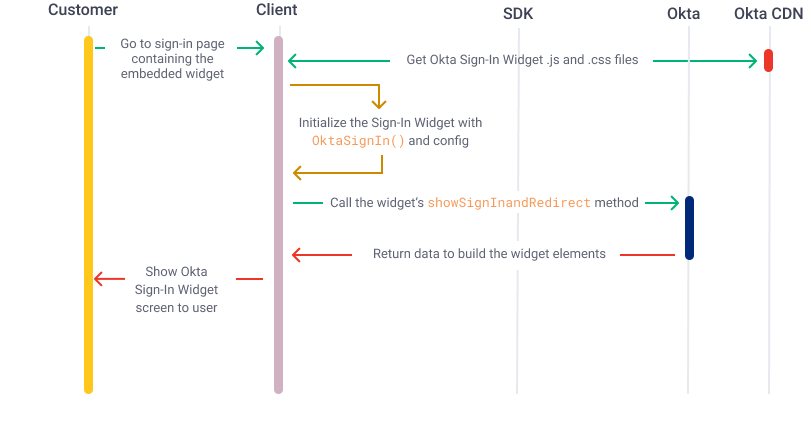 Customer
Client
SDK
Okta
Okta CDN
Go to sign-in page
containing the
embedded widget
Get Okta Sign-In Widget .js and .css files
Initialize the Sign-In Widget with
OktaSignIn() and config
Call the widget’s showSignInandRedirect method
Return data to build the widget elements
Show Okta
Sign-In Widget
screen to user